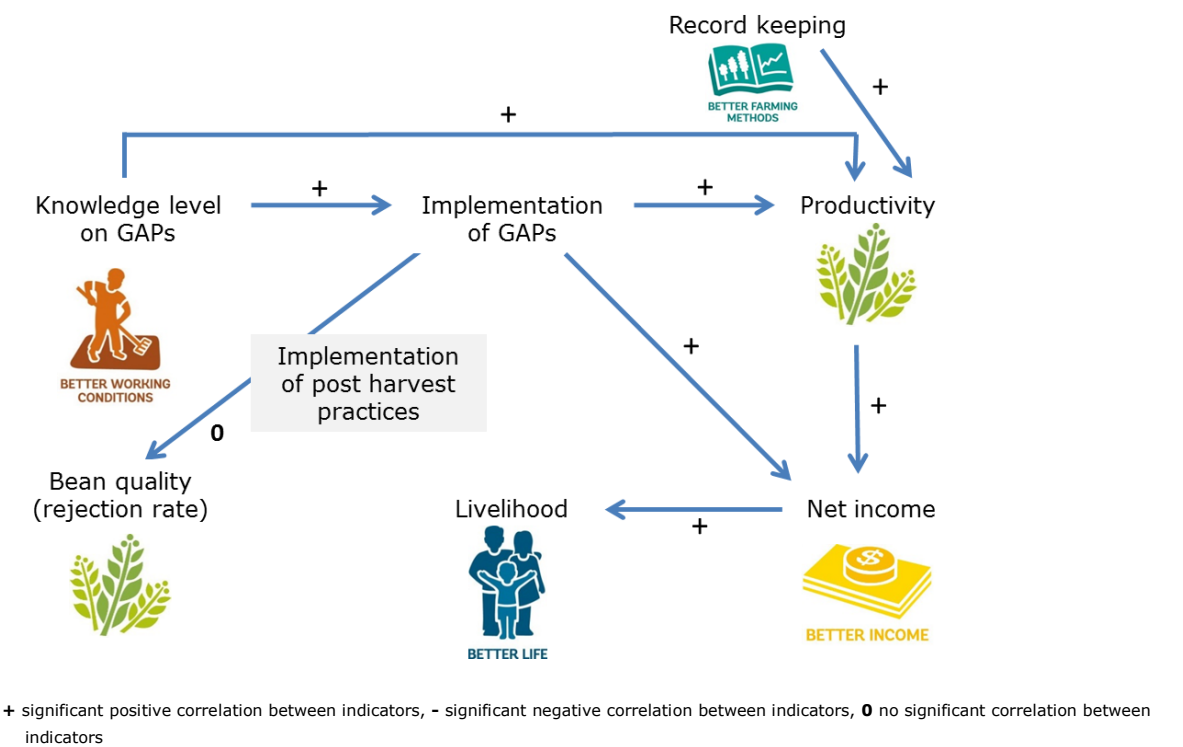 Record keeping
BETTER FARMING
METHODS
+
+
Knowledge level
on GAPs
+
Implementation
of GAPs
+
Productivity
BETTER WORKING
CONDITIONS
Implementation
of post harvest
practices
+
+
0
Bean quality
(rejection rate)
Livelihood
+
Net income
$
BETTER LIFE
BETTER INCOME
+ significant positive correlation between indicators, - significant negative correlation between indicators, 0 no significant correlation between
indicators